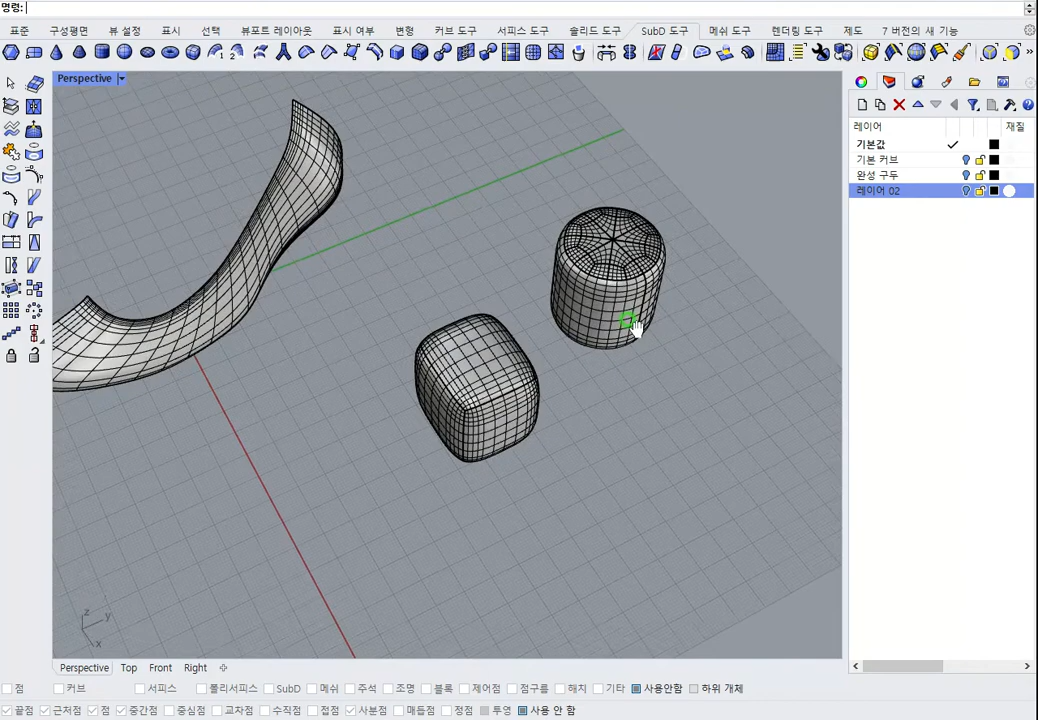 명령:
표준 구성평면 뷰 설정 표시 선택 뷰포트 레이아웃 표시 여부 변형 커브 도구 서피스 도구 솔리드 도구 SubD 도구 메쉬 도구 렌더링 도구 제도 7 버전의 새 기능
Perspective
레이어 재질
기본값
기본 커브
완성 구두
레이어 02
z
y
x
Perspective Top Front Right
점 커브 서피스 폴리서피스 SubD 메쉬 주석 조명 블록 제어점 점구름 해치 기타 사용안함 하위 개체
끝점 근처점 점 중간점 중심점 교차점 수직점 접점 사분점 매듭점 정점 투영 사용 안 함